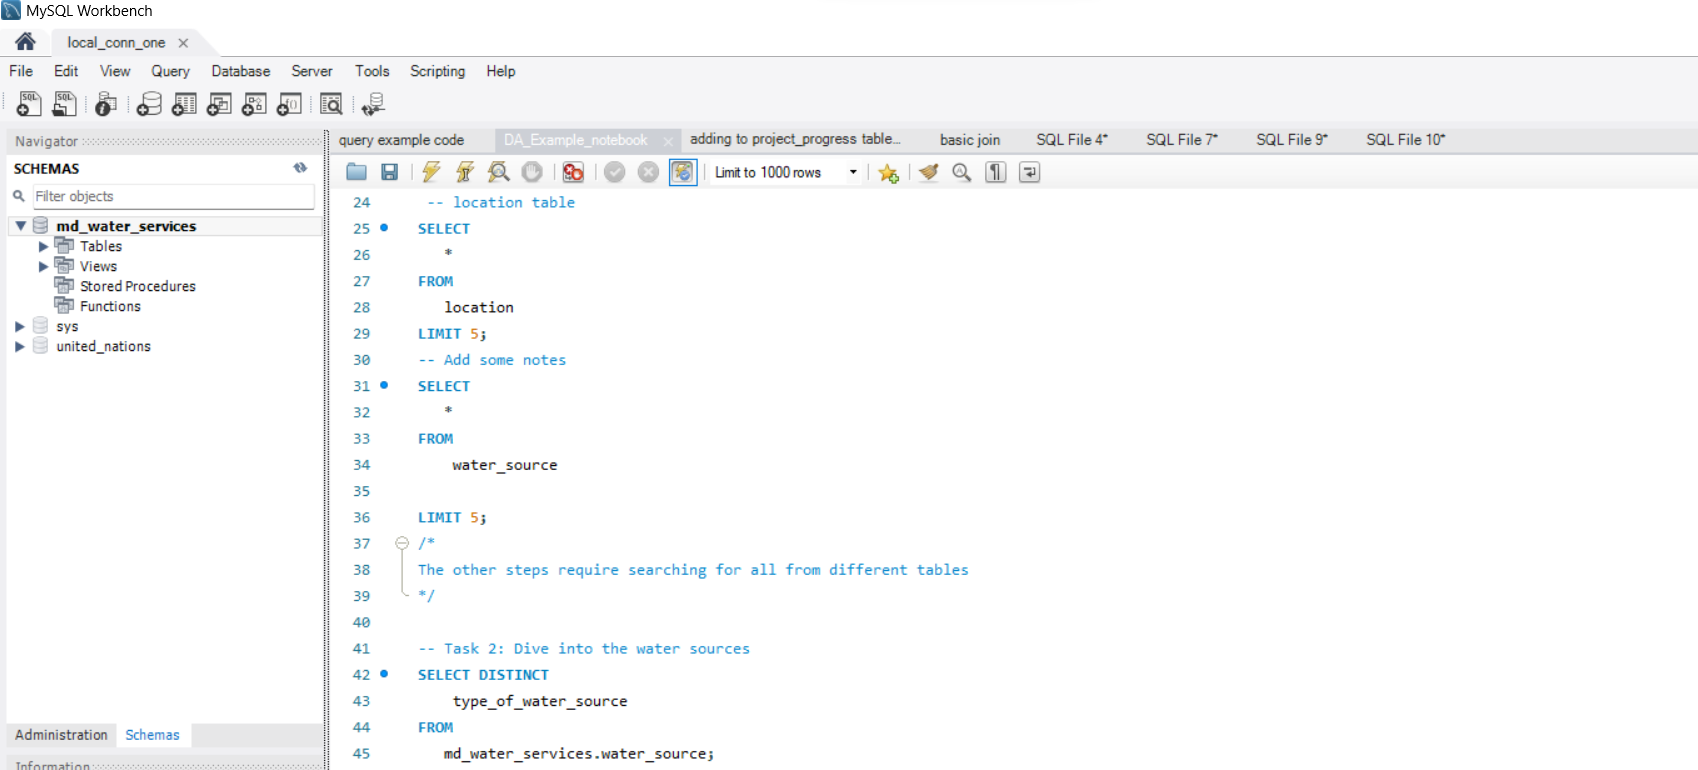 MySQL Workbench
local_conn_one
File Edit View Query Database Server Tools Scripting Help
Navigator
SCHEMAS
Filter objects
md_water_services
Tables
Views
Stored Procedures
Functions
sys
united_nations
Administration Schemas
Information
query example code DA_Example_notebook adding to project_progress table... basic join SQL File 4* SQL File 7* SQL File 9* SQL File 10*
Limit to 1000 rows
24 -- location table
25 SELECT
26 *
27 FROM
28 location
29 LIMIT 5;
30 -- Add some notes
31 SELECT
32 *
33 FROM
34 water_source
35
36 LIMIT 5;
37 /*
38 The other steps require searching for all from different tables
39 */
40
41 -- Task 2: Dive into the water sources
42 SELECT DISTINCT
43 type_of_water_source
44 FROM
45 md_water_services.water_source;